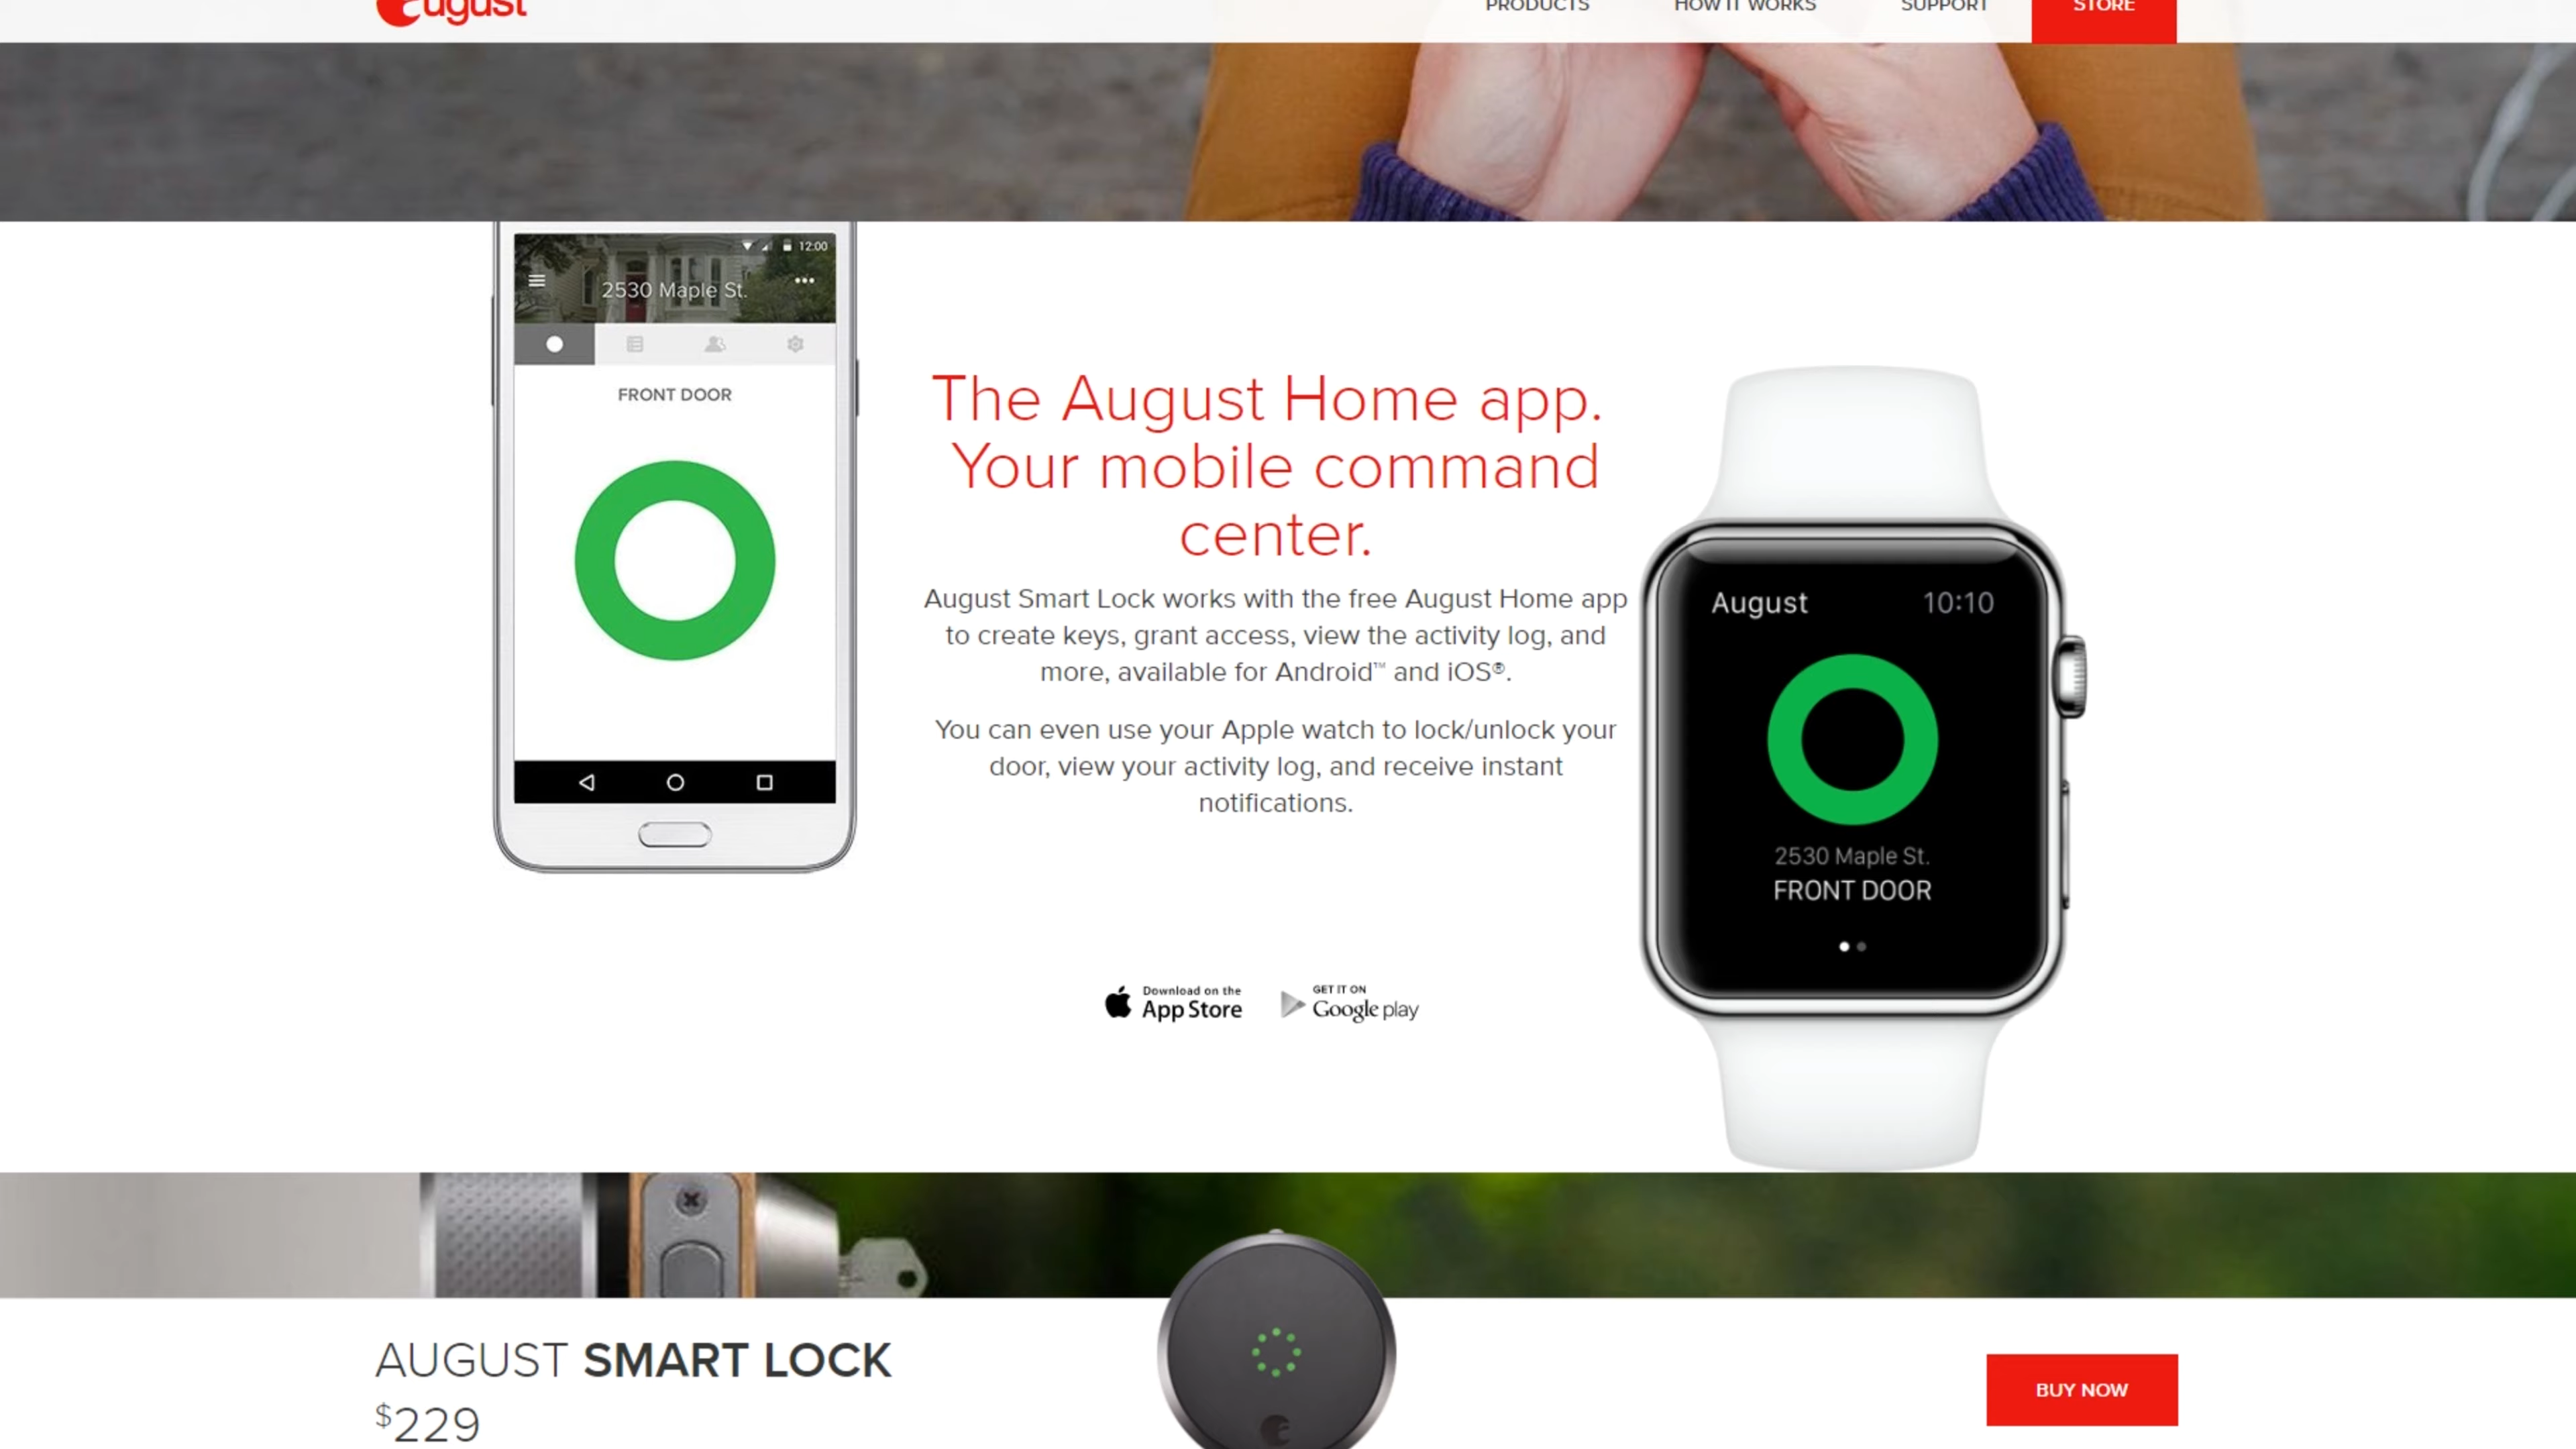 august
PRODUCTS
HOW IT WORKS
SUPPORT
STORE
12:00
2530 Maple St.
FRONT DOOR
The August Home app.
Your mobile command
center.
August Smart Lock works with the free August Home app
to create keys, grant access, view the activity log, and
more, available for Android™ and iOS®.
You can even use your Apple watch to lock/unlock your
door, view your activity log, and receive instant
notifications.
Download on the
App Store
GET IT ON
Google play
August 10:10
2530 Maple St.
FRONT DOOR
AUGUST SMART LOCK
$229
BUY NOW